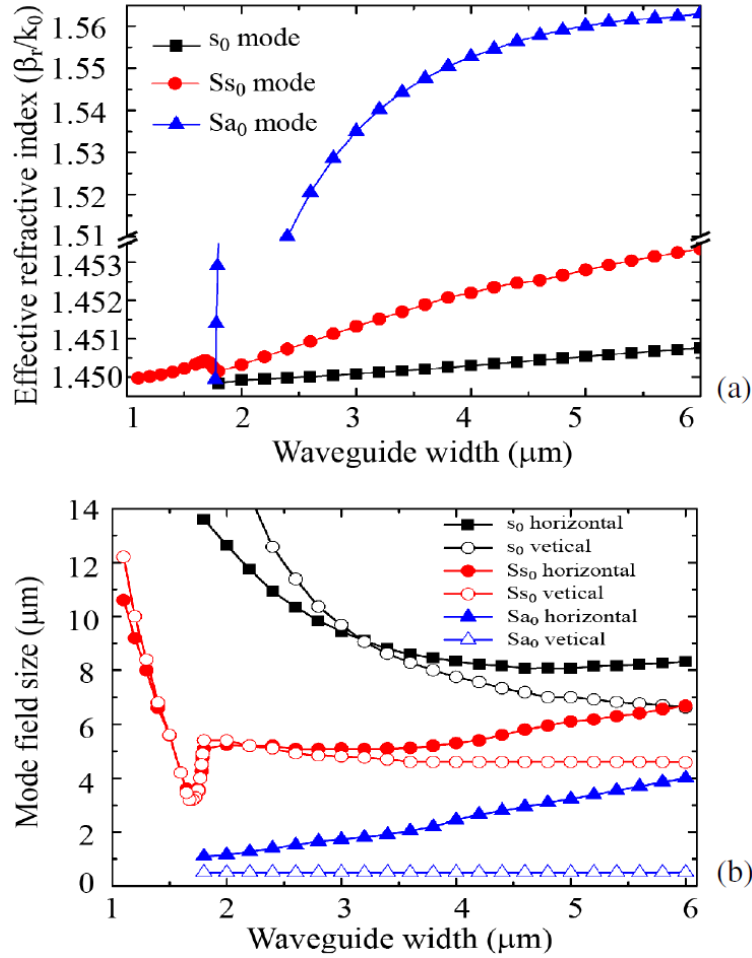 1.56
1.55
1.54
1.53
1.52
1.51
1.453
1.452
1.4505
1.450
Effective refractive index (βr/k0)
s0 mode
Ss0 mode
Sa0 mode
1 2 3 4 5 6
Waveguide width (μm)
(a)
14
12
10
8
6
4
2
0
Mode field size (μm)
s0 horizontal
s0 vetical
Ss0 horizontal
Ss0 vetical
Sa0 horizontal
Sa0 vetical
1 2 3 4 5 6
Waveguide width (μm)
(b)